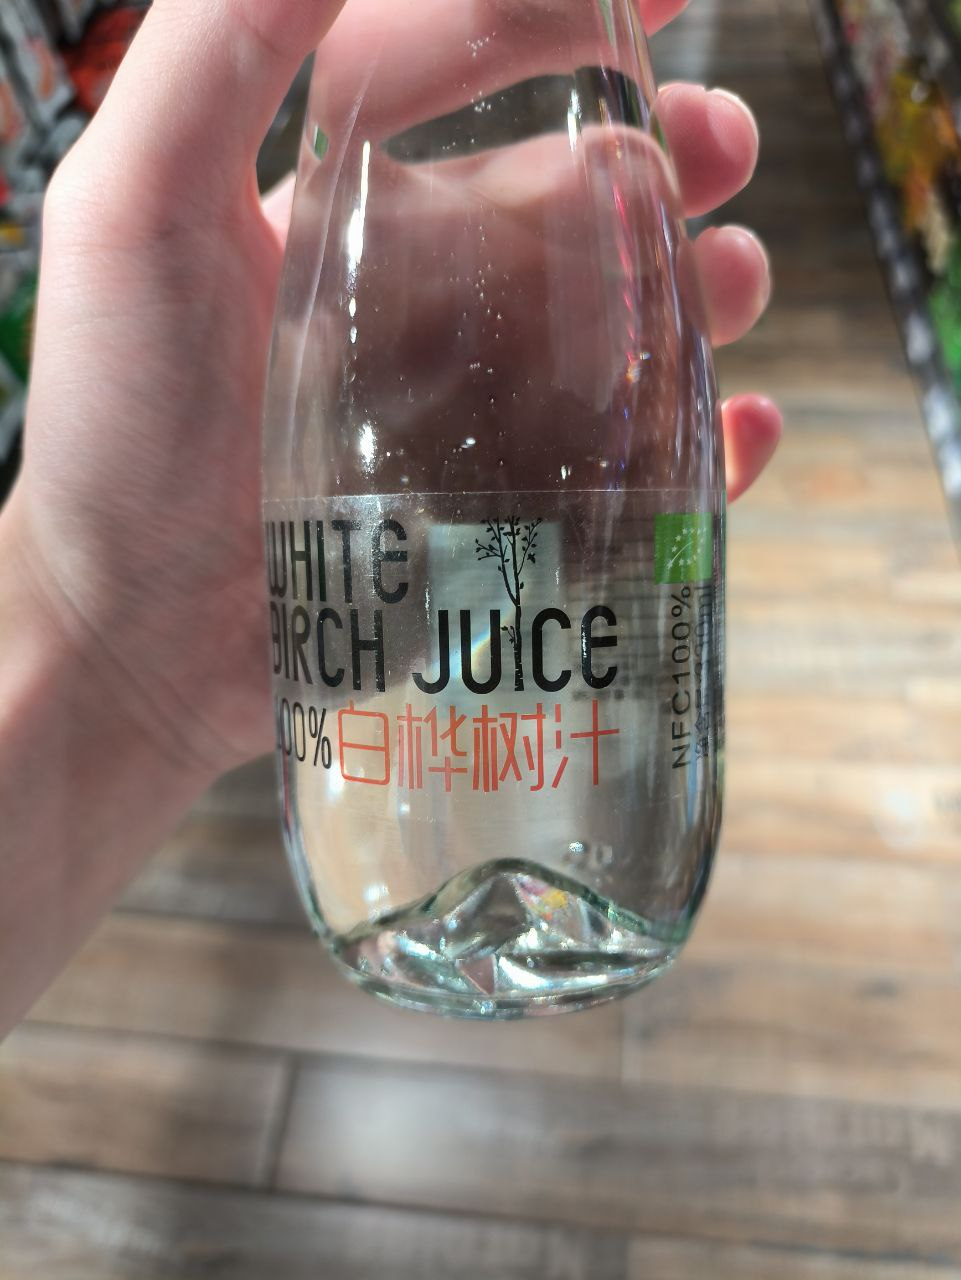 WHITE
BIRCH JUICE
100%白桦树汁
NFC100%